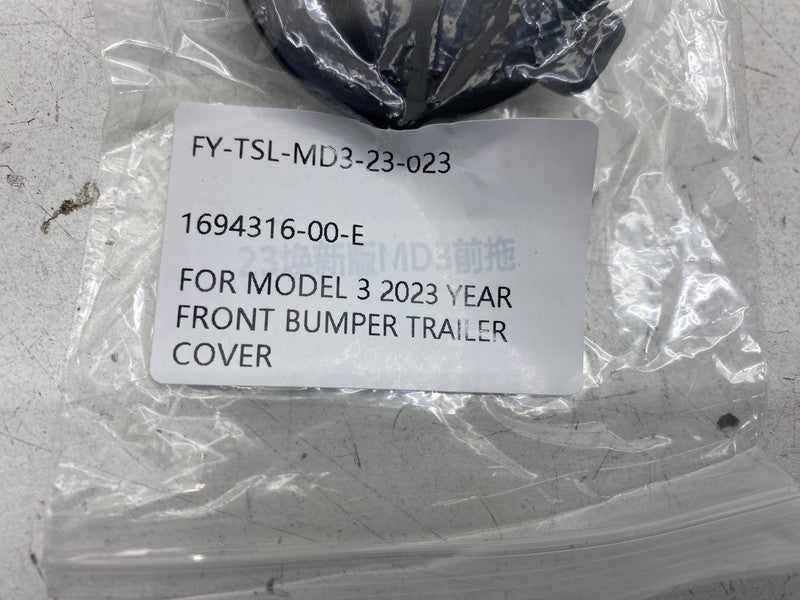 FY-TSL-MD3-23-023
1694316-00-E
23焕新版MD3前拖
FOR MODEL 3 2023 YEAR
FRONT BUMPER TRAILER
COVER